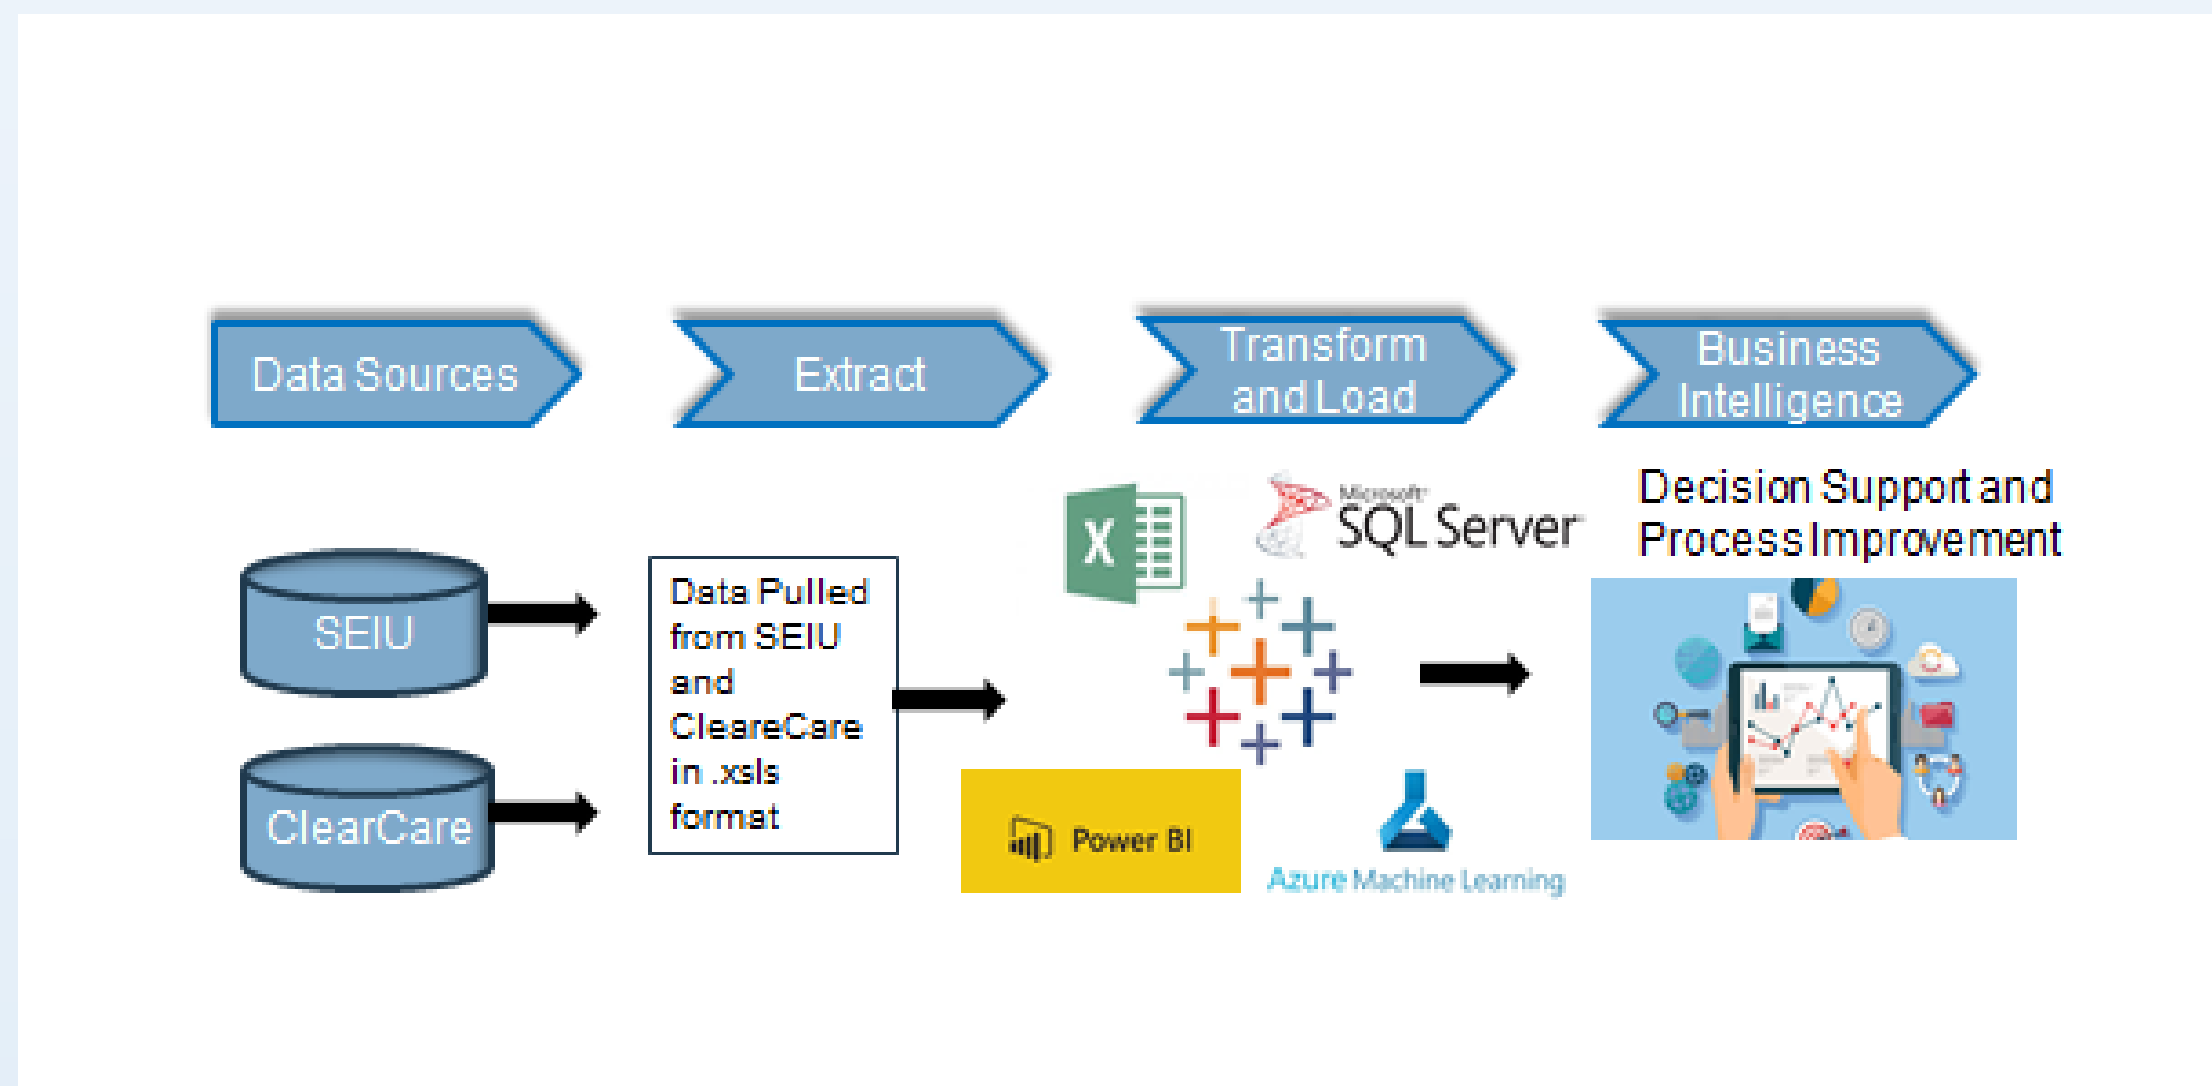 Data Sources
Extract
Transform
and Load
Business
Intelligence
SEIU
ClearCare
Data Pulled
from SEIU
and
CleareCare
in .xsls
format
X
Microsoft
SQL Server
Power BI
Azure Machine Learning
Decision Support and
Process Improvement